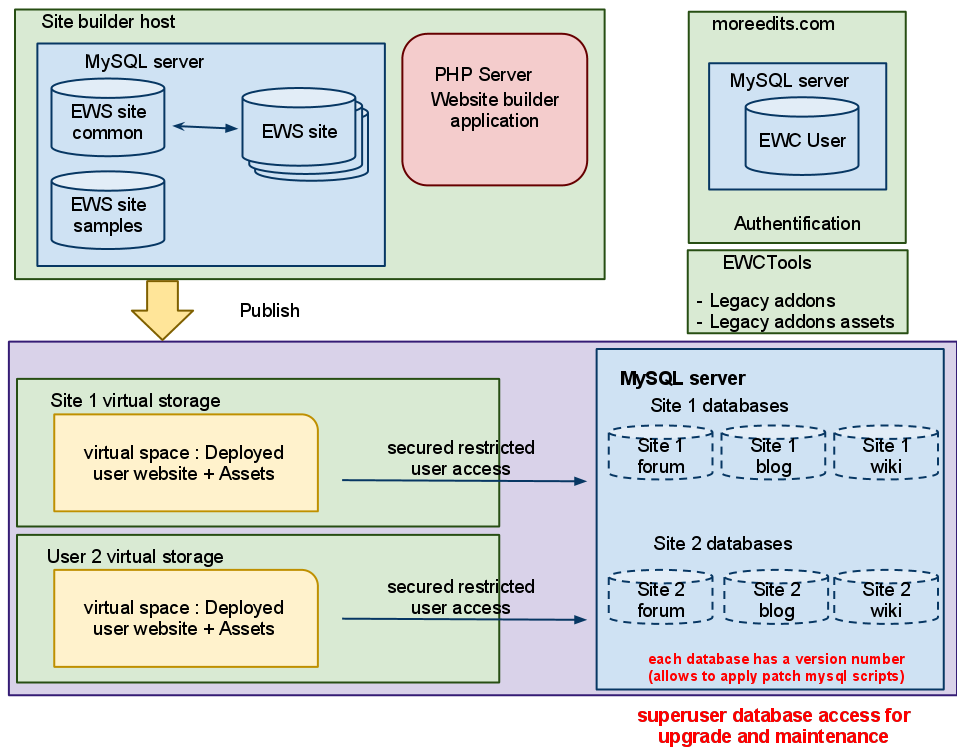 Site builder host
MySQL server
EWS site
common
EWS site
EWS site
samples
PHP Server
Website builder
application
moreedits.com
MySQL server
EWC User
Authentification
EWCTools
- Legacy addons
- Legacy addons assets
Publish
Site 1 virtual storage
virtual space : Deployed
user website + Assets
secured restricted
user access
MySQL server
Site 1 databases
Site 1
forum
Site 1
blog
Site 1
wiki
User 2 virtual storage
virtual space : Deployed
user website + Assets
secured restricted
user access
Site 2 databases
Site 2
forum
Site 2
blog
Site 2
wiki
each database has a version number
(allows to apply patch mysql scripts)
superuser database access for
upgrade and maintenance